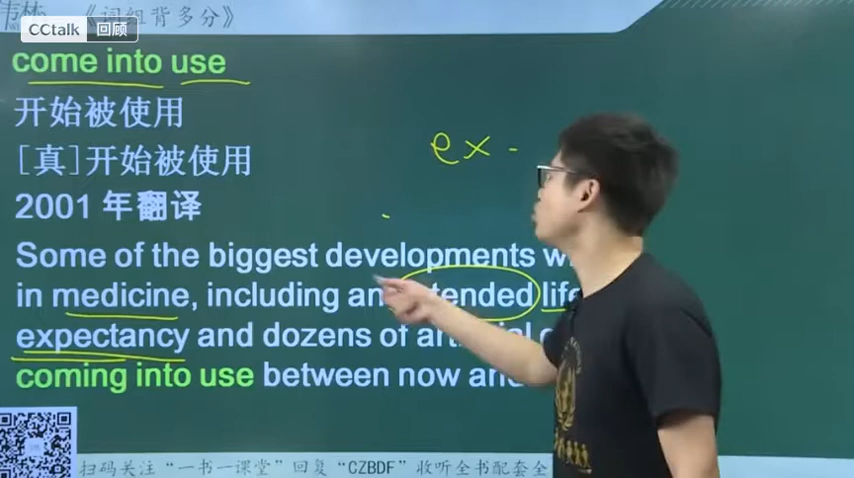 CCtalk 回顾 《词组背多分》
come into use
开始被使用
[真]开始被使用
2001 年翻译
ex-
Some of the biggest developments
in medicine, including an tended
expectancy and dozens of
coming into use between now and
扫码关注“一书一课堂”回复“CZBDF”收听全书配套全